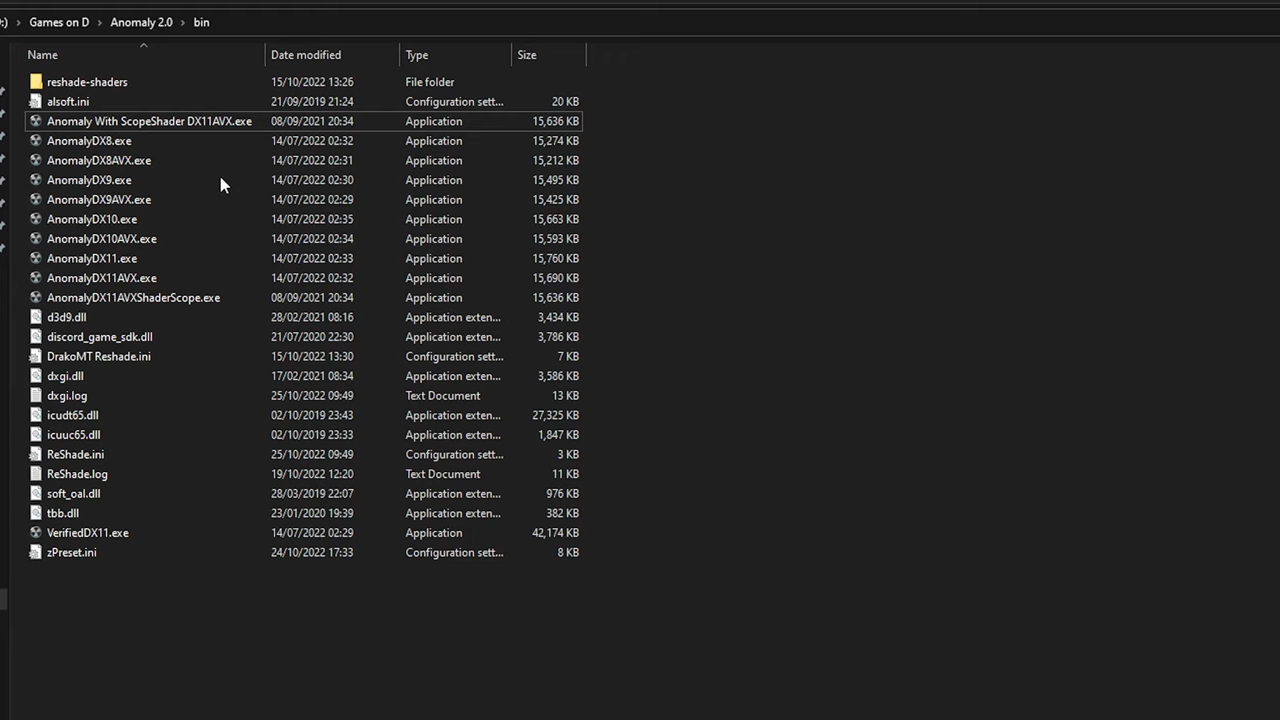 :) > Games on D > Anomaly 2.0 > bin
Name Date modified Type Size
reshade-shaders 15/10/2022 13:26 File folder
alsoft.ini 21/09/2019 21:24 Configuration sett... 20 KB
Anomaly With ScopeShader DX11AVX.exe 08/09/2021 20:34 Application 15,636 KB
AnomalyDX8.exe 14/07/2022 02:32 Application 15,274 KB
AnomalyDX8AVX.exe 14/07/2022 02:31 Application 15,212 KB
AnomalyDX9.exe 14/07/2022 02:30 Application 15,495 KB
AnomalyDX9AVX.exe 14/07/2022 02:29 Application 15,425 KB
AnomalyDX10.exe 14/07/2022 02:35 Application 15,663 KB
AnomalyDX10AVX.exe 14/07/2022 02:34 Application 15,593 KB
AnomalyDX11.exe 14/07/2022 02:33 Application 15,760 KB
AnomalyDX11AVX.exe 14/07/2022 02:32 Application 15,690 KB
AnomalyDX11AVXShaderScope.exe 08/09/2021 20:34 Application 15,636 KB
d3d9.dll 28/02/2021 08:16 Application exten... 3,434 KB
discord_game_sdk.dll 21/07/2020 22:30 Application exten... 3,786 KB
DrakoMT Reshade.ini 15/10/2022 13:30 Configuration sett... 7 KB
dxgi.dll 17/02/2021 08:34 Application exten... 3,586 KB
dxgi.log 25/10/2022 09:49 Text Document 13 KB
icudt65.dll 02/10/2019 23:43 Application exten... 27,325 KB
icuuc65.dll 02/10/2019 23:33 Application exten... 1,847 KB
ReShade.ini 25/10/2022 09:49 Configuration sett... 3 KB
ReShade.log 19/10/2022 12:20 Text Document 11 KB
soft_oal.dll 28/03/2019 22:07 Application exten... 976 KB
tbb.dll 23/01/2020 19:39 Application exten... 382 KB
VerifiedDX11.exe 14/07/2022 02:29 Application 42,174 KB
zPreset.ini 24/10/2022 17:33 Configuration sett... 8 KB